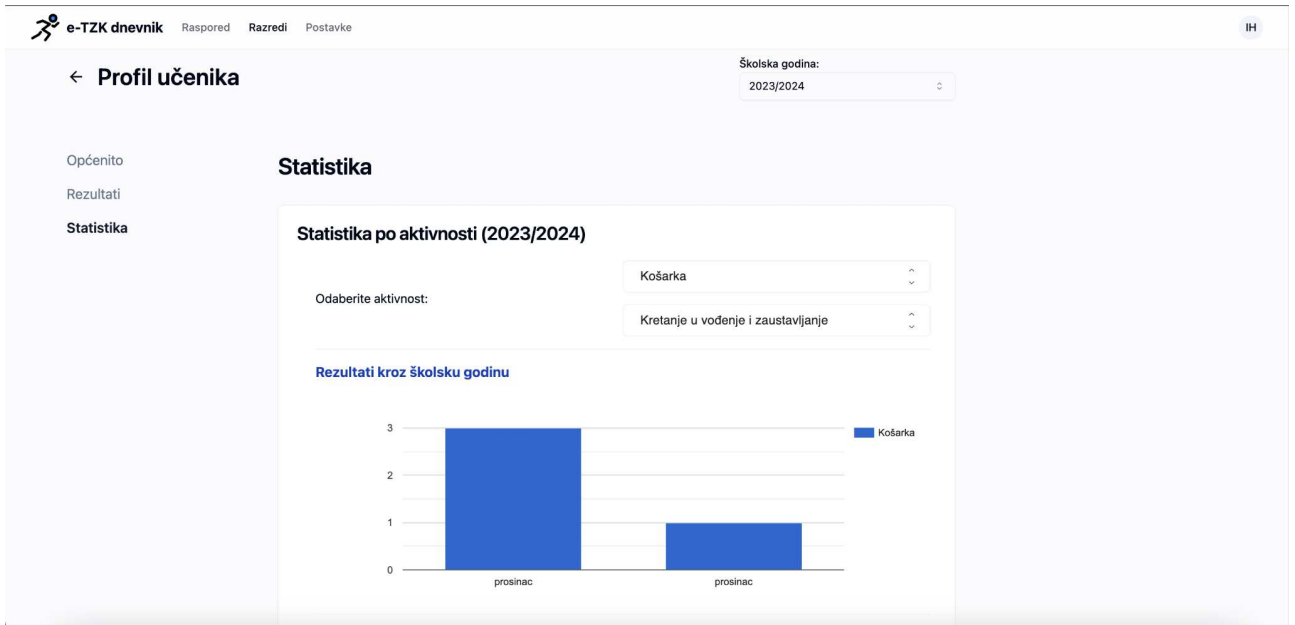 e-TZK dnevnik Raspored Razredi Postavke IH
Profil učenika
Školska godina:
2023/2024
Općenito
Rezultati
Statistika
Statistika
Statistika po aktivnosti (2023/2024)
Odaberite aktivnost:
Košarka
Kretanje u vođenje i zaustavljanje
Rezultati kroz školsku godinu
3
2
1
0
prosinac prosinac
Košarka